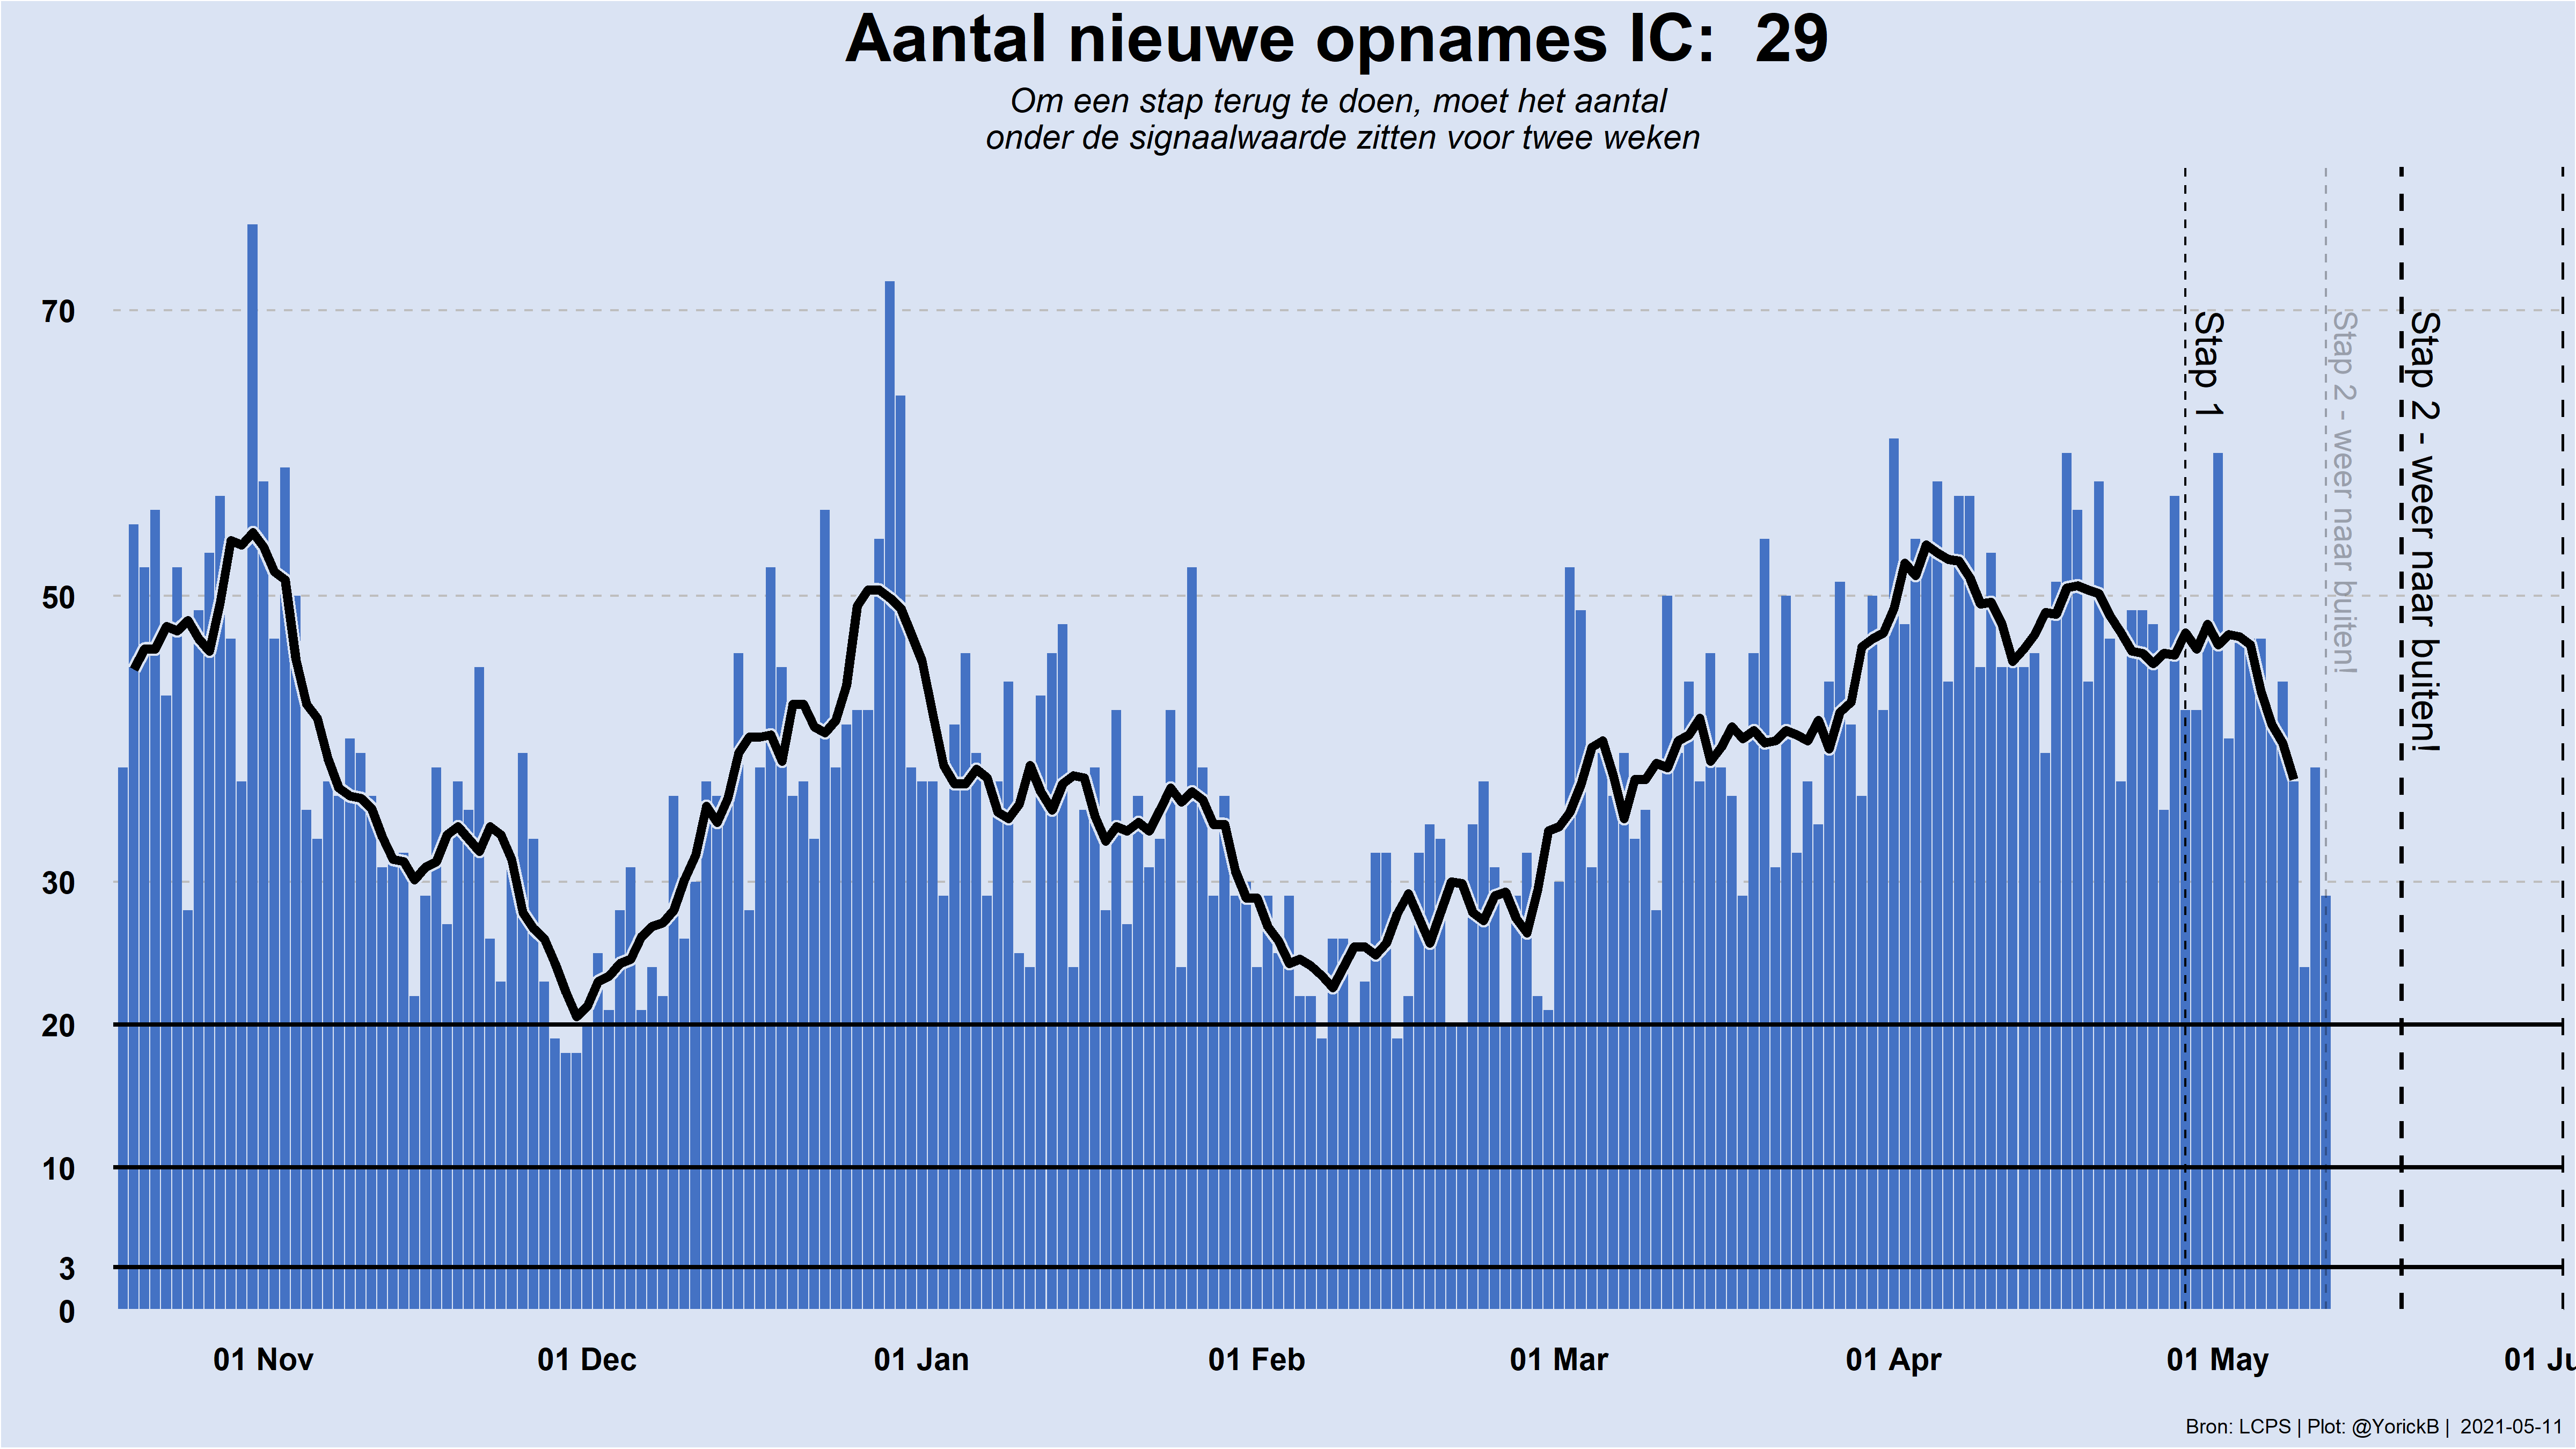 Aantal nieuwe opnames IC:  29
Om een stap terug te doen, moet het aantal
onder de signaalwaarde zitten voor twee weken
70
50
30
20
10
3
0
Stap 1
Stap 2 - weer naar buiten!
Stap 2 - weer naar buiten!
01 Nov
01 Dec
01 Jan
01 Feb
01 Mar
01 Apr
01 May
01 Ju
Bron: LCPS | Plot: @YorickB |  2021-05-11